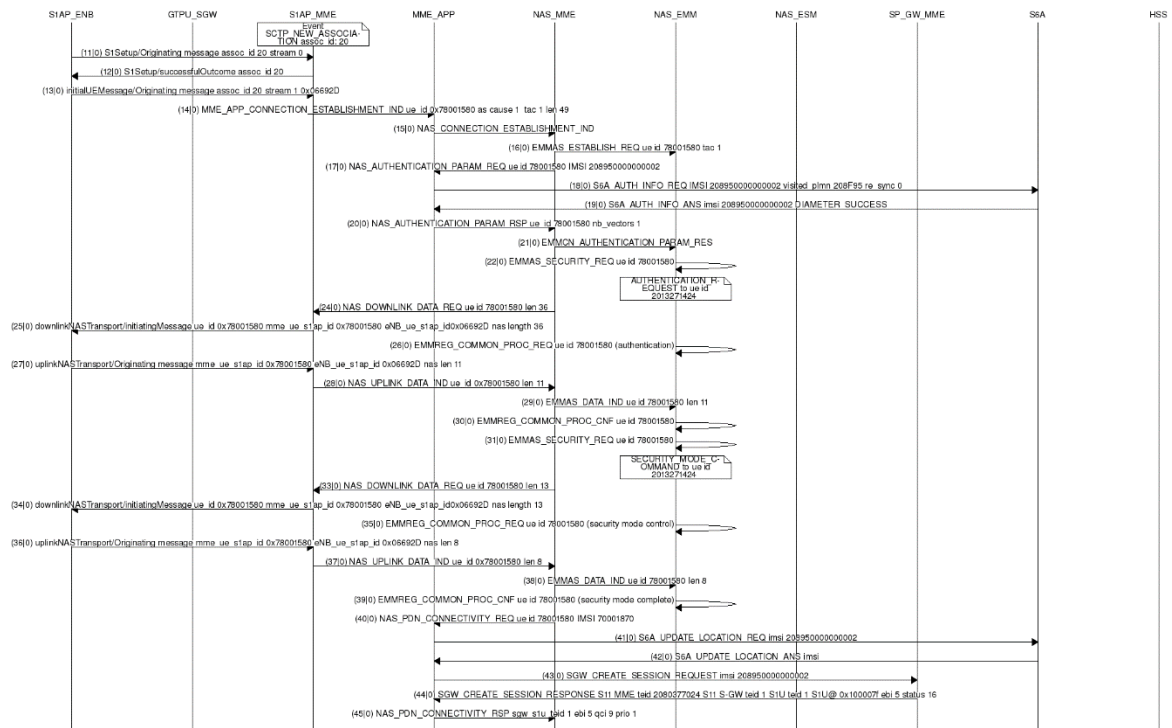 S1AP_ENB GTPU_SGW S1AP_MME MME_APP NAS_MME NAS_EMM NAS_ESM SP_GW_MME S6A HSS
Event
SCTP_NEW_ASSOCIA-
TION assoc_id: 20
(11|0) S1Setup/Originating message assoc_id 20 stream 0
(12|0) S1Setup/successfulOutcome assoc_id 20
(13|0) initialUEMessage/Originating message assoc_id 20 stream 1 0x06692D
(14|0) MME_APP_CONNECTION_ESTABLISHMENT_IND ue_id 0x78001580 as cause 1 tac 1 len 49
(15|0) NAS_CONNECTION_ESTABLISHMENT_IND
(16|0) EMMAS_ESTABLISH_REQ ue id 78001580 tac 1
(17|0) NAS_AUTHENTICATION_PARAM_REQ ue id 78001580 IMSI 208950000000002
(18|0) S6A_AUTH_INFO_REQ IMSI 208950000000002 visited_plmn 208F95 re_sync 0
(19|0) S6A_AUTH_INFO_ANS imsi 208950000000002 DIAMETER_SUCCESS
(20|0) NAS_AUTHENTICATION_PARAM_RSP ue_id 78001580 nb_vectors 1
(21|0) EMMCN_AUTHENTICATION_PARAM_RES
(22|0) EMMAS_SECURITY_REQ ue id 78001580
AUTHENTICATION_R-
EQUEST to ue id
2013271424
(24|0) NAS_DOWNLINK_DATA_REQ ue id 78001580 len 36
(25|0) downlinkNASTransport/initiatingMessage ue_id 0x78001580 mme_ue_s1ap_id 0x78001580 eNB_ue_s1ap_id0x06692D nas length 36
(26|0) EMMREG_COMMON_PROC_REQ ue id 78001580 (authentication)
(27|0) uplinkNASTransport/Originating message mme_ue_s1ap_id 0x78001580 eNB_ue_s1ap_id 0x06692D nas len 11
(28|0) NAS_UPLINK_DATA_IND ue_id 0x78001580 len 11
(29|0) EMMAS_DATA_IND ue id 78001580 len 11
(30|0) EMMREG_COMMON_PROC_CNF ue id 78001580
(31|0) EMMAS_SECURITY_REQ ue id 78001580
SECURITY_MODE_C-
OMMAND to ue id
2013271424
(33|0) NAS_DOWNLINK_DATA_REQ ue id 78001580 len 13
(34|0) downlinkNASTransport/initiatingMessage ue_id 0x78001580 mme_ue_s1ap_id 0x78001580 eNB_ue_s1ap_id0x06692D nas length 13
(35|0) EMMREG_COMMON_PROC_REQ ue id 78001580 (security mode control)
(36|0) uplinkNASTransport/Originating message mme_ue_s1ap_id 0x78001580 eNB_ue_s1ap_id 0x06692D nas len 8
(37|0) NAS_UPLINK_DATA_IND ue_id 0x78001580 len 8
(38|0) EMMAS_DATA_IND ue id 78001580 len 8
(39|0) EMMREG_COMMON_PROC_CNF ue id 78001580 (security mode complete)
(40|0) NAS_PDN_CONNECTIVITY_REQ ue id 78001580 IMSI 70001870
(41|0) S6A_UPDATE_LOCATION_REQ imsi 208950000000002
(42|0) S6A_UPDATE_LOCATION_ANS imsi
(43|0) SGW_CREATE_SESSION_REQUEST imsi 208950000000002
(44|0) SGW_CREATE_SESSION_RESPONSE S11 MME teid 2080377024 S11 S-GW teid 1 S1U teid 1 S1U@ 0x100007f ebi 5 status 16
(45|0) NAS_PDN_CONNECTIVITY_RSP sgw_s1u_teid 1 ebi 5 qci 9 prio 1